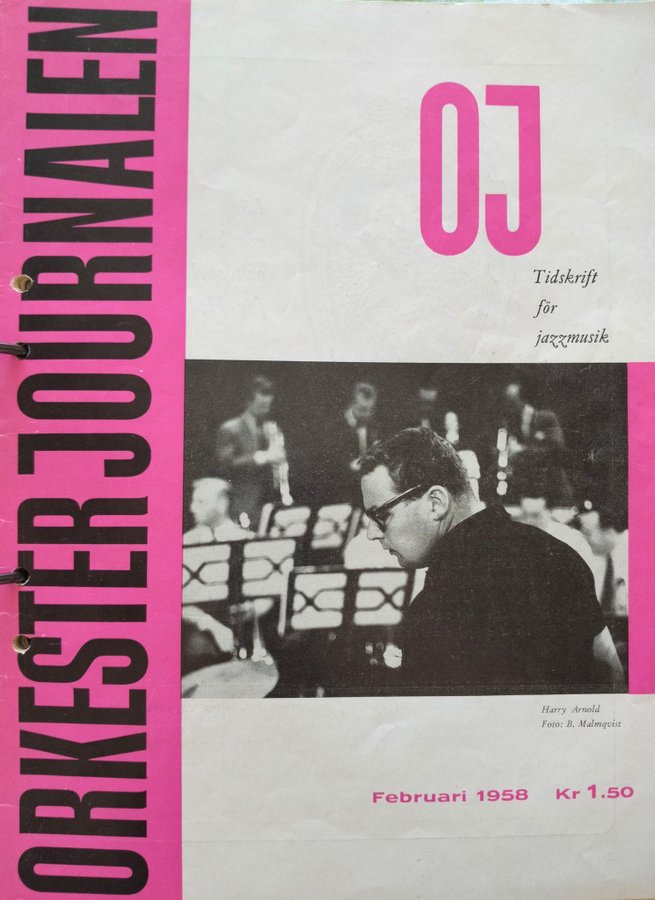 ORKESTER JOURNALEN
OJ
Tidskrift
för
jazzmusik
Harry Arnold
Foto: B. Malmqvist
Februari 1958 Kr 1.50